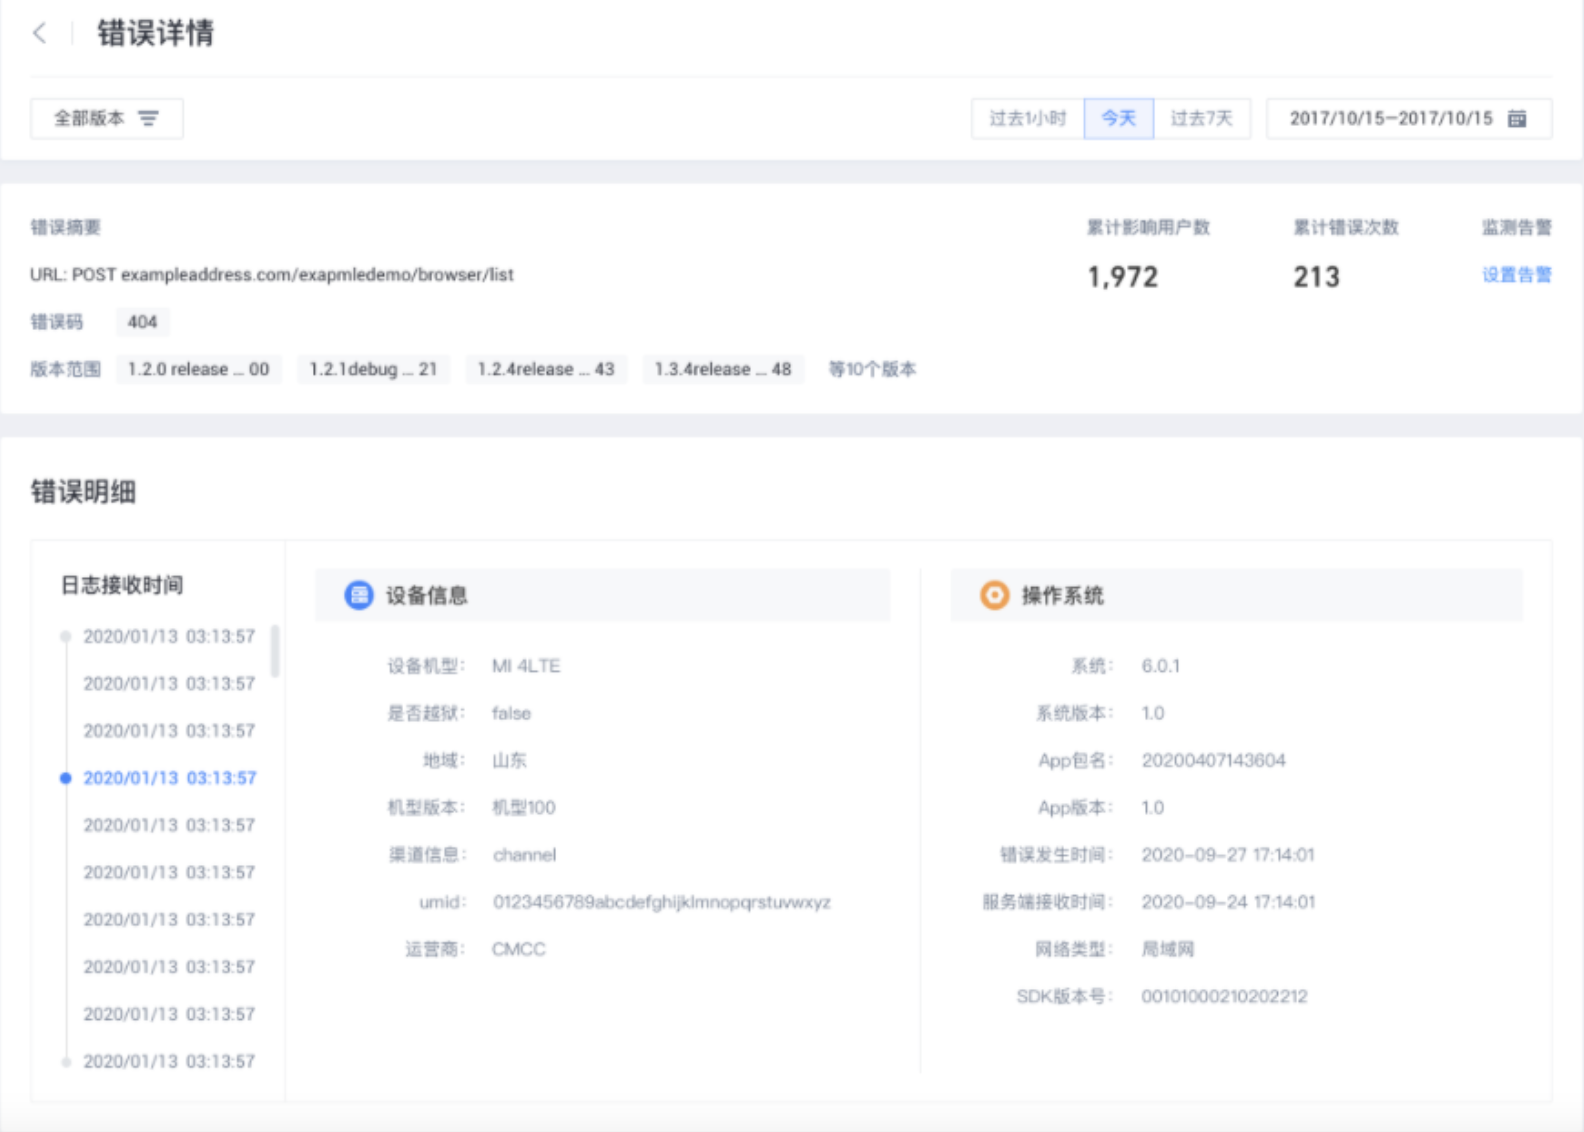 错误详情
全部版本
过去1小时 今天 过去7天 2017/10/15-2017/10/15
错误摘要
累计影响用户数 累计错误次数 监测告警
URL: POST exampleaddress.com/exapmledemo/browser/list
1,972 213 设置告警
错误码 404
版本范围 1.2.0 release ... 00 1.2.1debug ... 21 1.2.4release ... 43 1.3.4release ... 48 等10个版本
错误明细
日志接收时间
2020/01/13 03:13:57
2020/01/13 03:13:57
2020/01/13 03:13:57
2020/01/13 03:13:57
2020/01/13 03:13:57
2020/01/13 03:13:57
2020/01/13 03:13:57
2020/01/13 03:13:57
2020/01/13 03:13:57
2020/01/13 03:13:57
设备信息
设备机型: MI 4LTE
是否越狱: false
地域: 山东
机型版本: 机型100
渠道信息: channel
umid: 0123456789abcdefghijklmnopqrstuvwxyz
运营商: CMCC
操作系统
系统: 6.0.1
系统版本: 1.0
App包名: 20200407143604
App版本: 1.0
错误发生时间: 2020-09-27 17:14:01
服务端接收时间: 2020-09-24 17:14:01
网络类型: 局域网
SDK版本号: 00101000210202212